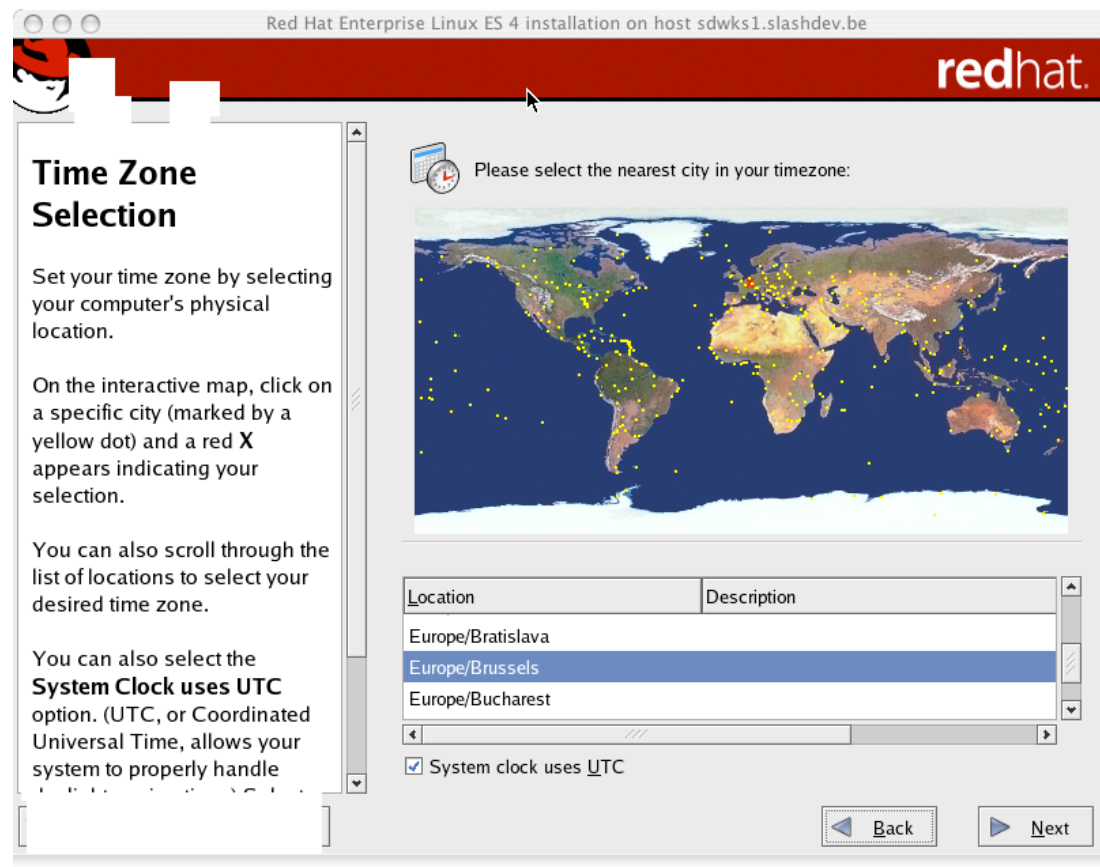 Red Hat Enterprise Linux ES 4 installation on host sdwks1.slashdev.be
redhat.
Time Zone
Selection
Set your time zone by selecting
your computer's physical
location.
On the interactive map, click on
a specific city (marked by a
yellow dot) and a red X
appears indicating your
selection.
You can also scroll through the
list of locations to select your
desired time zone.
You can also select the
System Clock uses UTC
option. (UTC, or Coordinated
Universal Time, allows your
system to properly handle
Please select the nearest city in your timezone:
Location Description
Europe/Bratislava
Europe/Brussels
Europe/Bucharest
System clock uses UTC
Back
Next